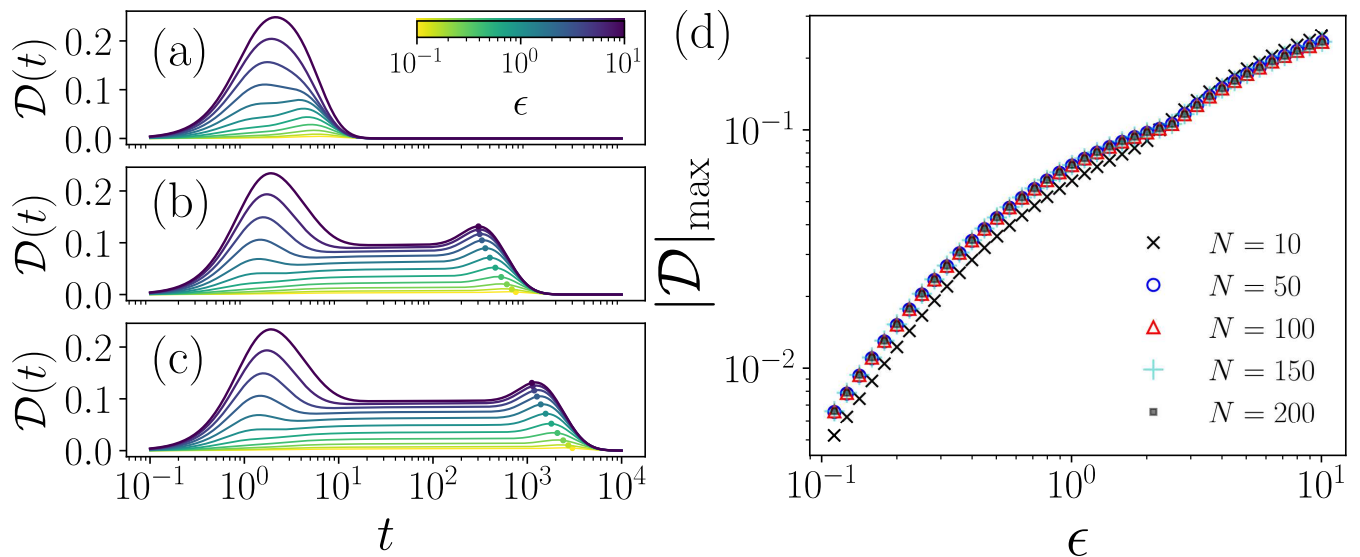 (a)
𝒟(t)
0.2
0.1
0.0
10⁻¹ 10⁰ 10¹
ϵ
(b)
𝒟(t)
0.2
0.1
0.0
(c)
𝒟(t)
0.2
0.1
0.0
10⁻¹ 10⁰ 10¹ 10² 10³ 10⁴
t
(d)
|𝒟|max
10⁻¹
10⁻²
N = 10
N = 50
N = 100
N = 150
N = 200
10⁻¹ 10⁰ 10¹
ϵ